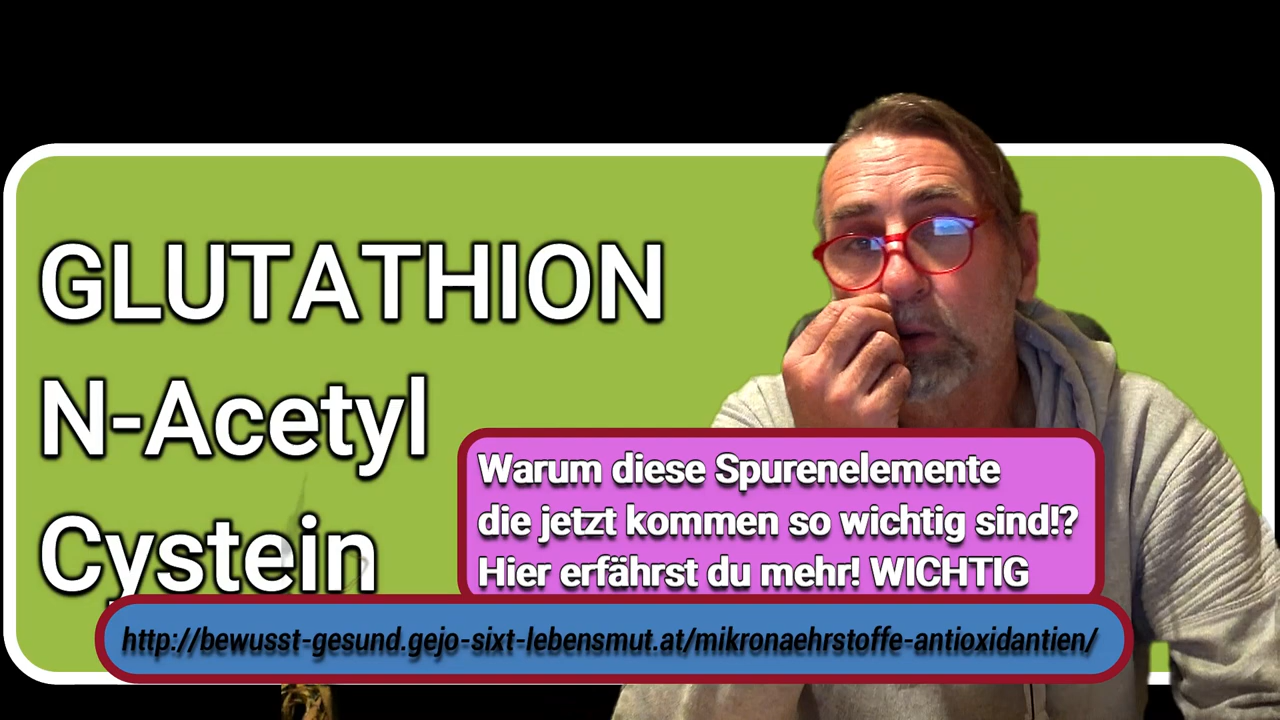 GLUTATHION
N-Acetyl
Cystein
Warum diese Spurenelemente
die jetzt kommen so wichtig sind!?
Hier erfährst du mehr! WICHTIG
http://bewusst-gesund.gejo-sixt-lebensmut.at/mikronaehrstoffe-antioxidantien/